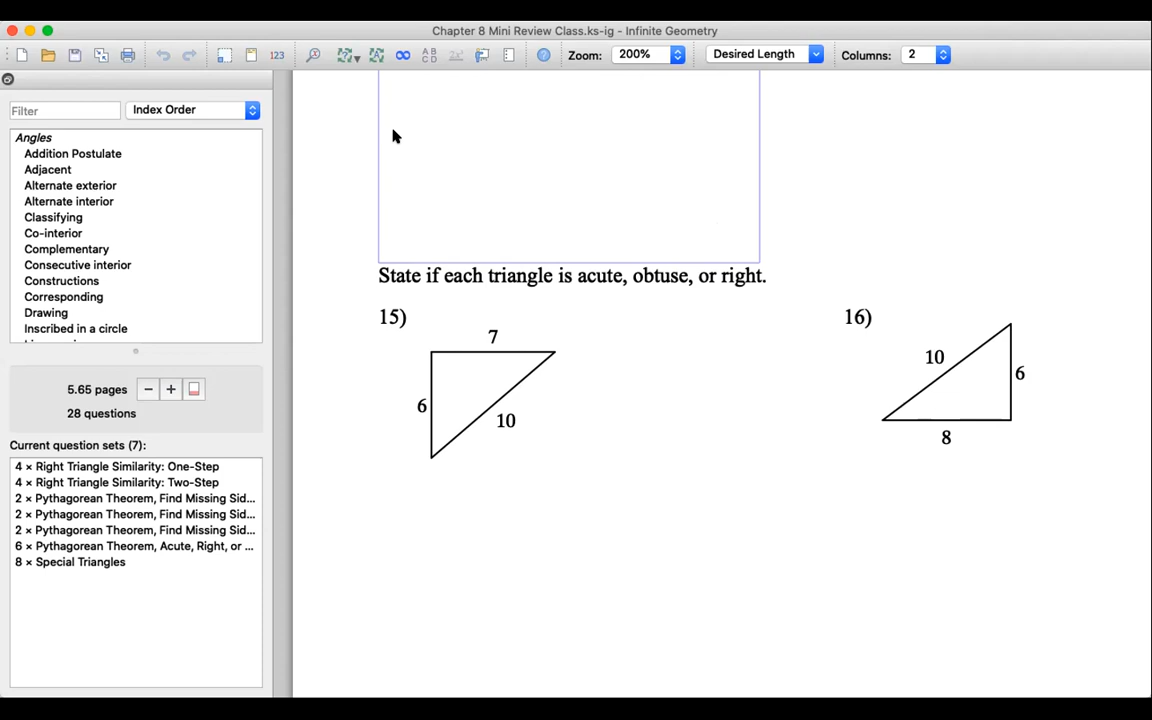 Chapter 8 Mini Review Class.ks-ig - Infinite Geometry
123
Zoom:
200%
Desired Length
Columns:
2
Filter
Index Order
Angles
Addition Postulate
Adjacent
Alternate exterior
Alternate interior
Classifying
Co-interior
Complementary
Consecutive interior
Constructions
Corresponding
Drawing
Inscribed in a circle
5.65 pages
28 questions
Current question sets (7):
4 × Right Triangle Similarity: One-Step
4 × Right Triangle Similarity: Two-Step
2 × Pythagorean Theorem, Find Missing Sid...
2 × Pythagorean Theorem, Find Missing Sid...
2 × Pythagorean Theorem, Find Missing Sid...
6 × Pythagorean Theorem, Acute, Right, or ...
8 × Special Triangles
State if each triangle is acute, obtuse, or right.
15)
7
6
10
16)
10
6
8